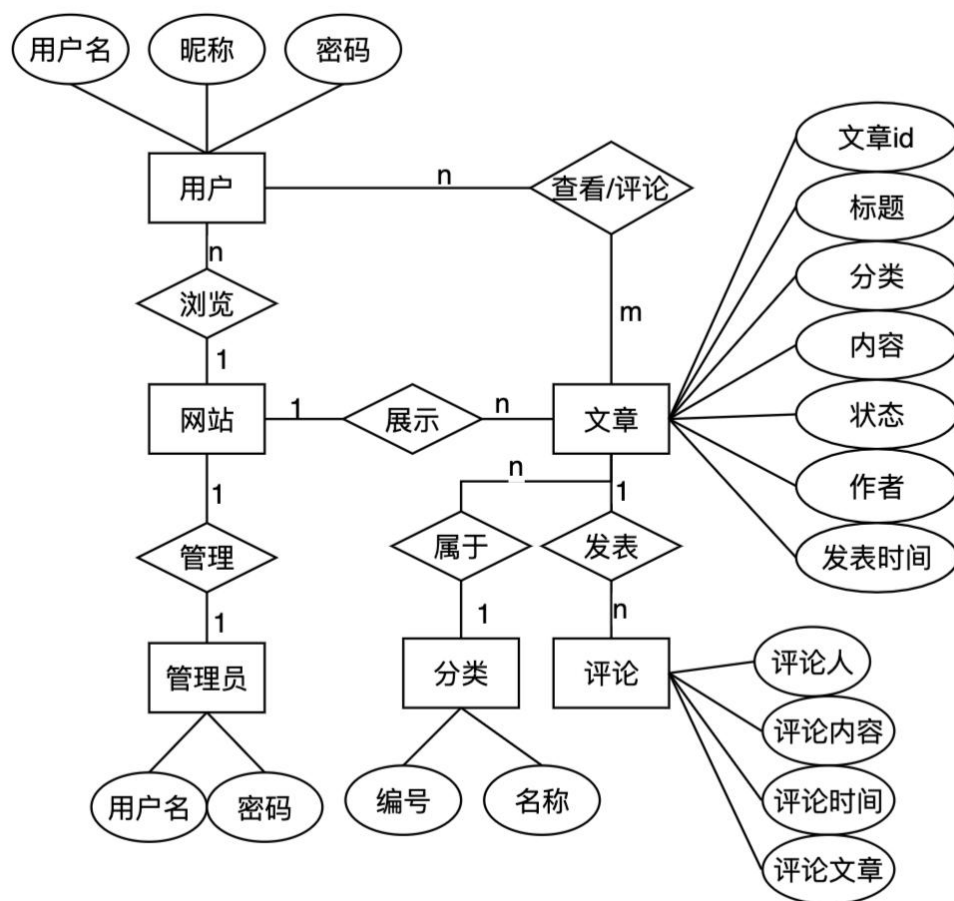 用户名
昵称
密码
用户
n
查看/评论
文章id
标题
分类
内容
状态
作者
发表时间
n
浏览
1
m
网站
1
展示
n
文章
n
1
1
管理
属于
发表
1
1
n
管理员
分类
评论
评论人
评论内容
评论时间
评论文章
用户名
密码
编号
名称